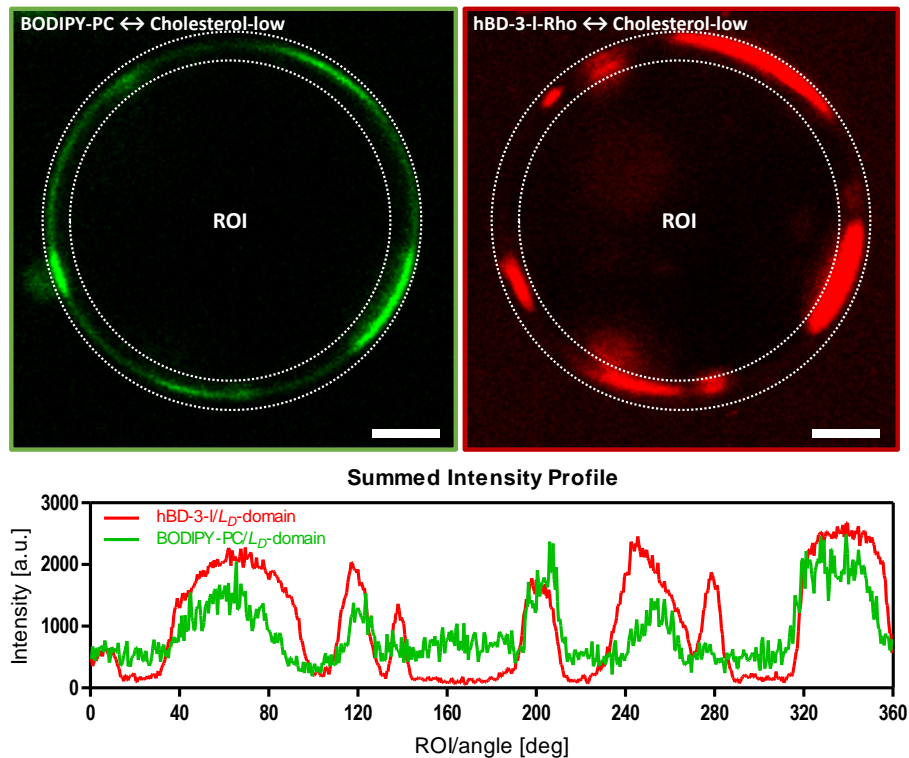 BODIPY-PC ↔ Cholesterol-low
hBD-3-l-Rho ↔ Cholesterol-low
ROI
ROI
Summed Intensity Profile
3000
2000
1000
0
Intensity [a.u.]
hBD-3-l/LD-domain
BODIPY-PC/LD-domain
0 40 80 120 160 200 240 280 320 360
ROI/angle [deg]